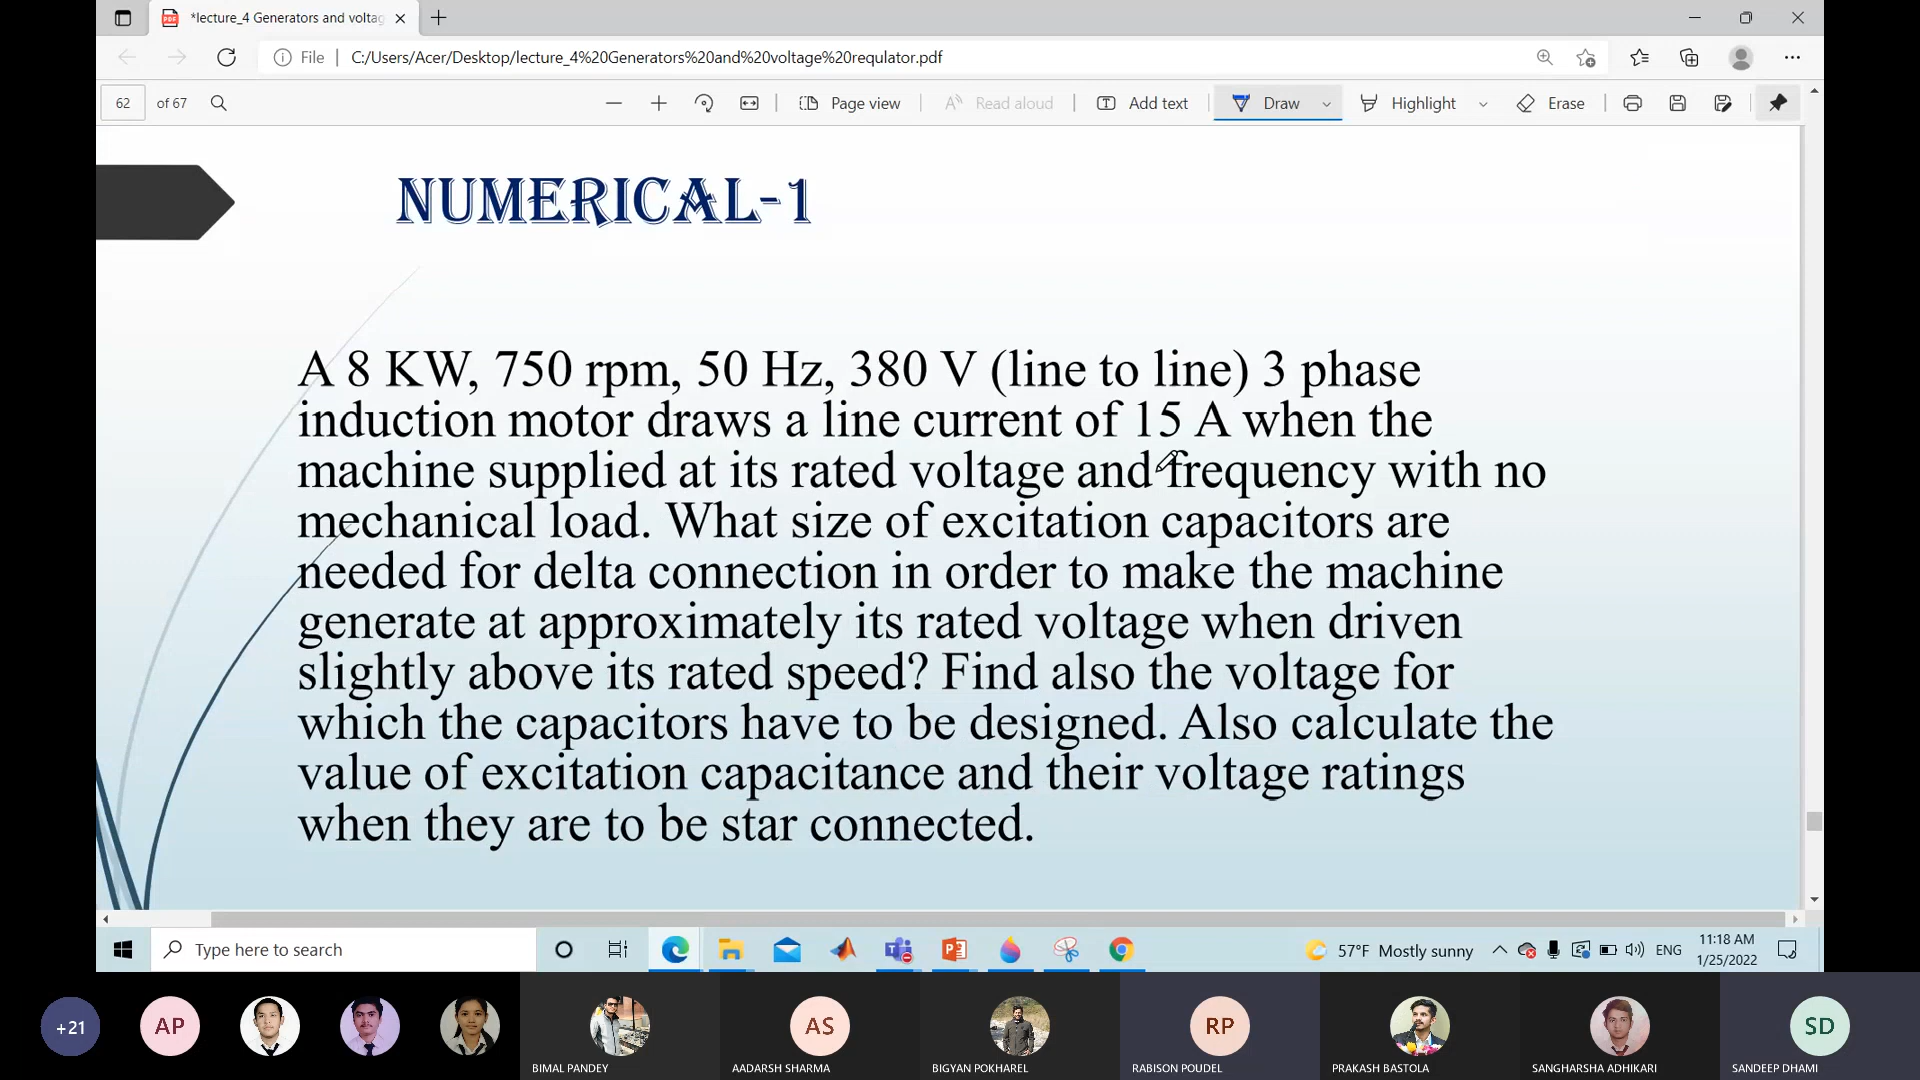 *lecture_4 Generators and voltag
File
C:/Users/Acer/Desktop/lecture_4%20Generators%20and%20voltage%20requlator.pdf
62 of 67
Page view
Read aloud
Add text
Draw
Highlight
Erase
NUMERICAL-1
A 8 KW, 750 rpm, 50 Hz, 380 V (line to line) 3 phase
induction motor draws a line current of 15 A when the
machine supplied at its rated voltage and frequency with no
mechanical load. What size of excitation capacitors are
needed for delta connection in order to make the machine
generate at approximately its rated voltage when driven
slightly above its rated speed? Find also the voltage for
which the capacitors have to be designed. Also calculate the
value of excitation capacitance and their voltage ratings
when they are to be star connected.
Type here to search
57°F Mostly sunny
ENG
11:18 AM
1/25/2022
+21
AP
AS
RP
SD
BIMAL PANDEY
AADARSH SHARMA
BIGYAN POKHAREL
RABISON POUDEL
PRAKASH BASTOLA
SANGHARSHA ADHIKARI
SANDEEP DHAMI